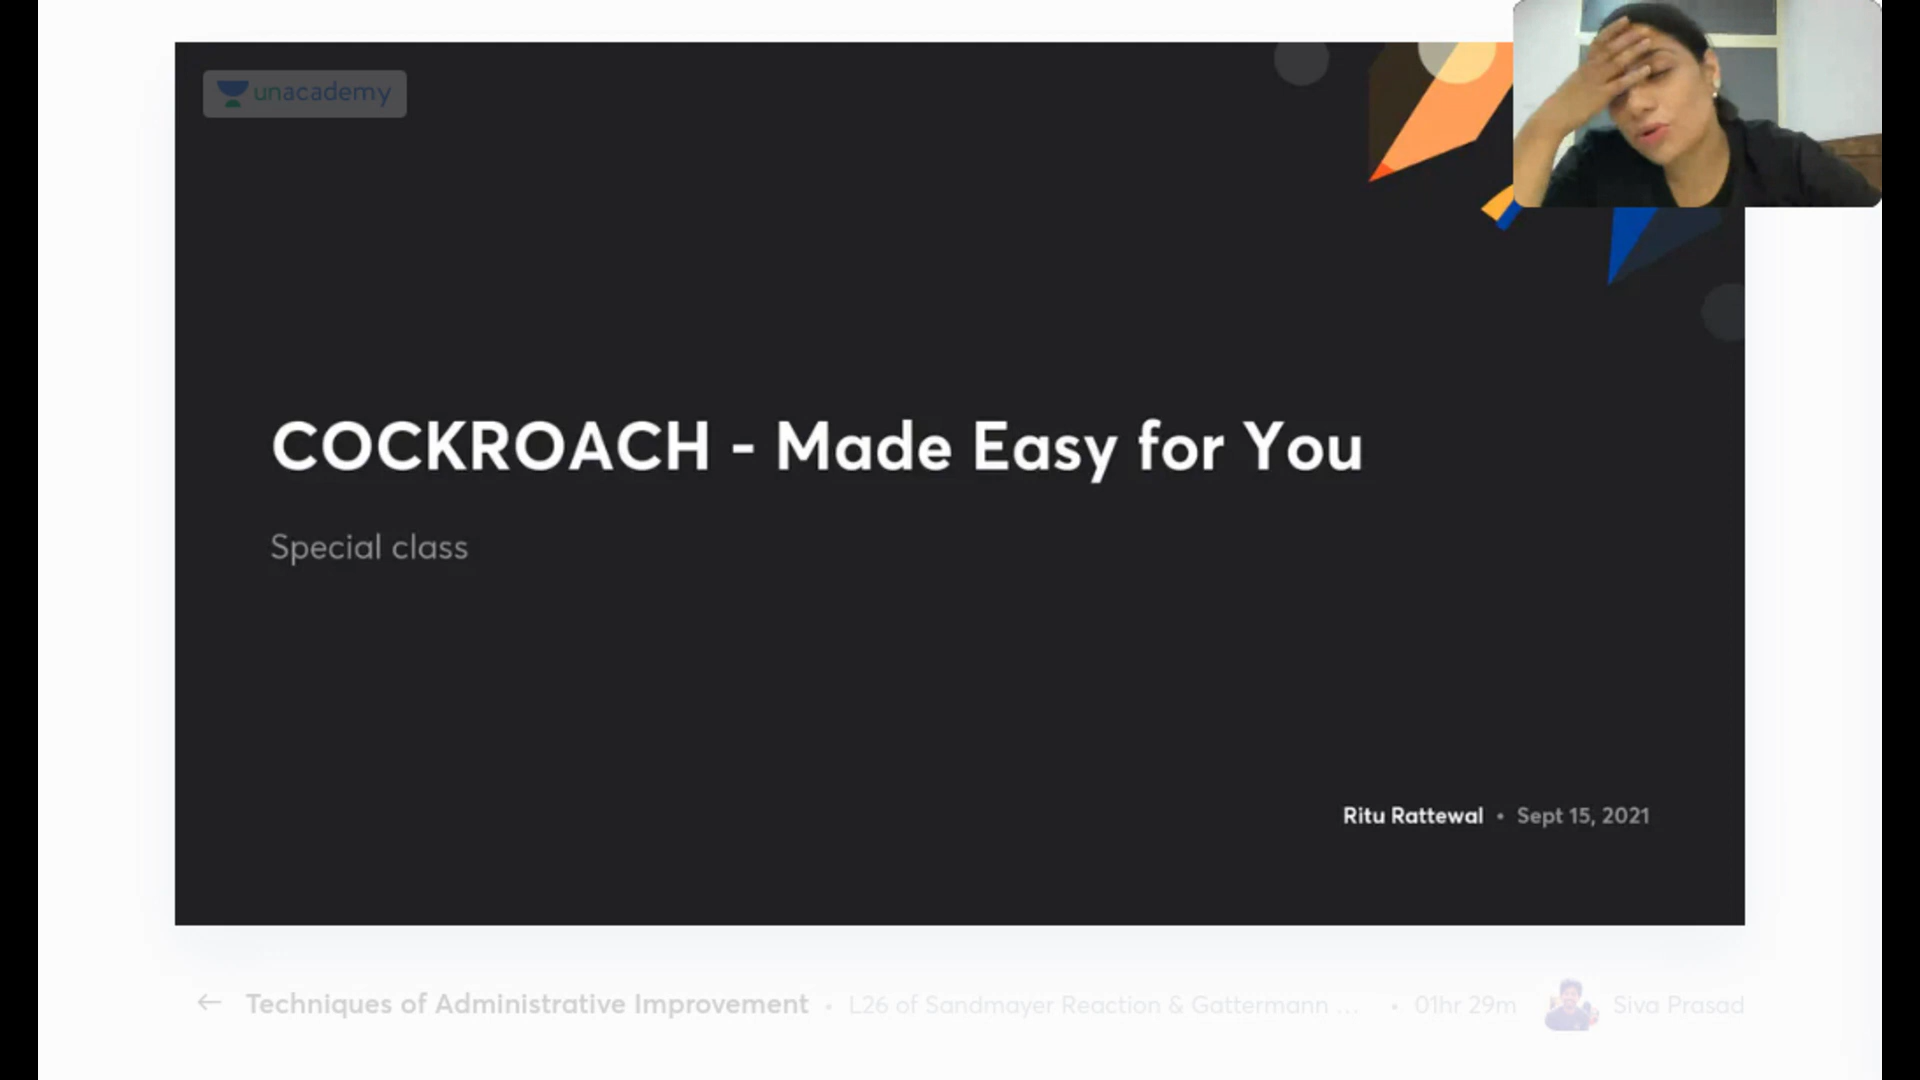 unacademy
COCKROACH - Made Easy for You
Special class
Ritu Rattewal • Sept 15, 2021
← Techniques of Administrative Improvement • L26 of Sandmayer Reaction & Gattermann ... • 01hr 29m Siva Prasad